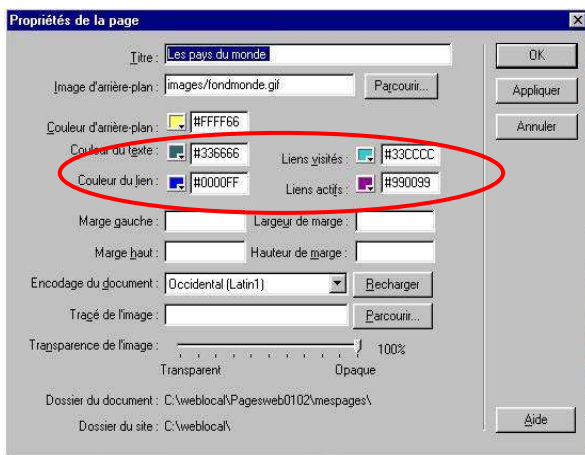 Propriétés de la page
Titre : Les pays du monde
OK
Image d'arrière-plan : images/fondmonde.gif Parcourir...
Appliquer
Couleur d'arrière-plan : #FFFF66
Annuler
Couleur du texte : #336666 Liens visités : #33CCCC
Couleur du lien : #0000FF Liens actifs : #990099
Marge gauche : Largeur de marge :
Marge haut : Hauteur de marge :
Encodage du document : Occidental (Latin1) Recharger
Tracé de l'image : Parcourir...
Transparence de l'image : 100%
Transparent Opaque
Dossier du document : C:\weblocal\Pagesweb0102\mespages\
Aide
Dossier du site : C:\weblocal\